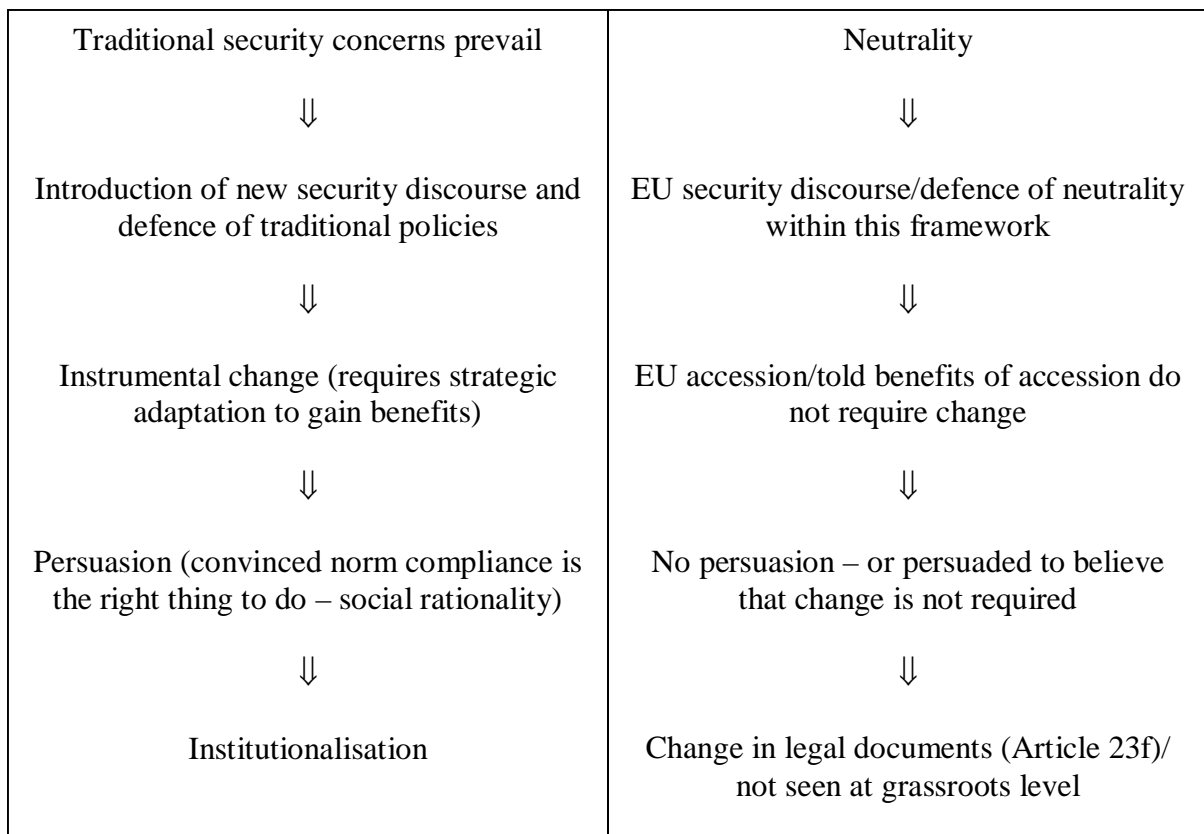 Traditional security concerns prevail
⇓
Introduction of new security discourse and
defence of traditional policies
⇓
Instrumental change (requires strategic
adaptation to gain benefits)
⇓
Persuasion (convinced norm compliance is
the right thing to do – social rationality)
⇓
Institutionalisation
Neutrality
⇓
EU security discourse/defence of neutrality
within this framework
⇓
EU accession/told benefits of accession do
not require change
⇓
No persuasion – or persuaded to believe
that change is not required
⇓
Change in legal documents (Article 23f)/
not seen at grassroots level